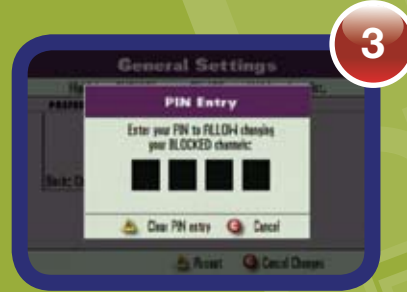 3
General Settings
PIN Entry
Enter your PIN to ALLOW changing
your BLOCKED channels:
Clear PIN entry C Cancel
Accept C Cancel Changes